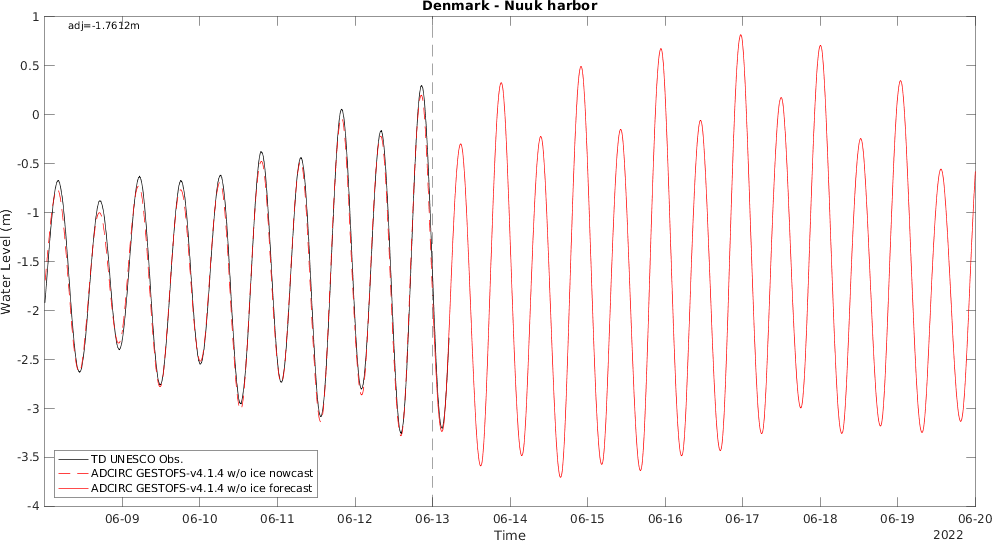 Denmark - Nuuk harbor
adj=-1.7612m
1
0.5
0
-0.5
-1
-1.5
-2
-2.5
-3
-3.5
-4
Water Level (m)
TD UNESCO Obs.
ADCIRC GESTOFS-v4.1.4 w/o ice nowcast
ADCIRC GESTOFS-v4.1.4 w/o ice forecast
06-09 06-10 06-11 06-12 06-13 06-14 06-15 06-16 06-17 06-18 06-19 06-20
Time
2022